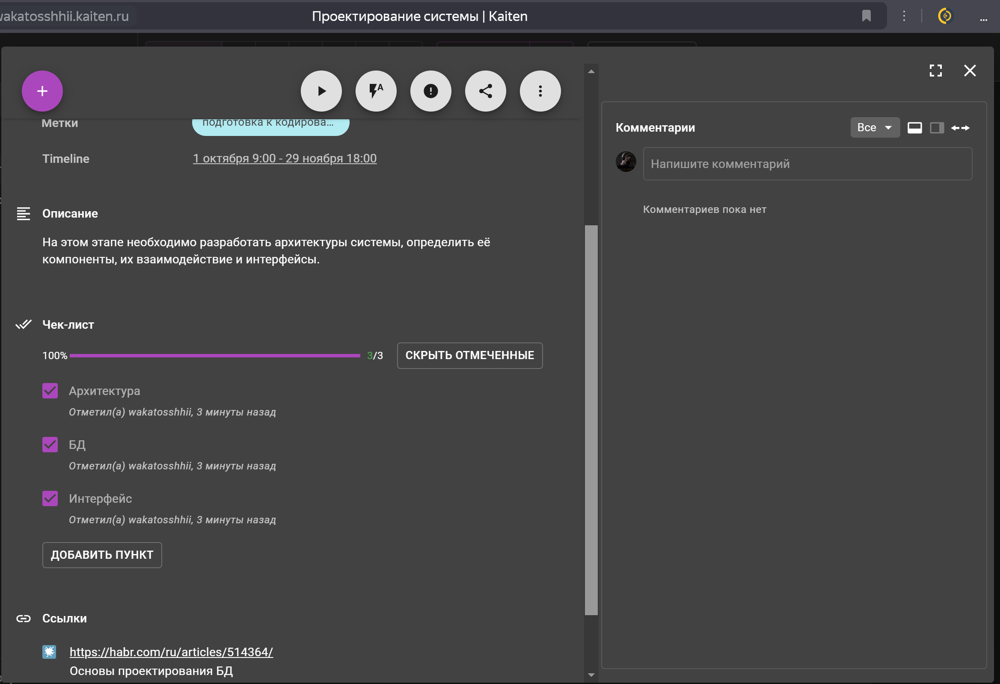 wakatosshhii.kaiten.ru
Проектирование системы | Kaiten
Метки
подготовка к кодирова...
Timeline
1 октября 9:00 - 29 ноября 18:00
Описание
На этом этапе необходимо разработать архитектуры системы, определить её
компоненты, их взаимодействие и интерфейсы.
Чек-лист
100%
3/3
СКРЫТЬ ОТМЕЧЕННЫЕ
Архитектура
Отметил(а) wakatosshhii, 3 минуты назад
БД
Отметил(а) wakatosshhii, 3 минуты назад
Интерфейс
Отметил(а) wakatosshhii, 3 минуты назад
ДОБАВИТЬ ПУНКТ
Ссылки
https://habr.com/ru/articles/514364/
Основы проектирования БД
Комментарии
Все
Напишите комментарий
Комментариев пока нет